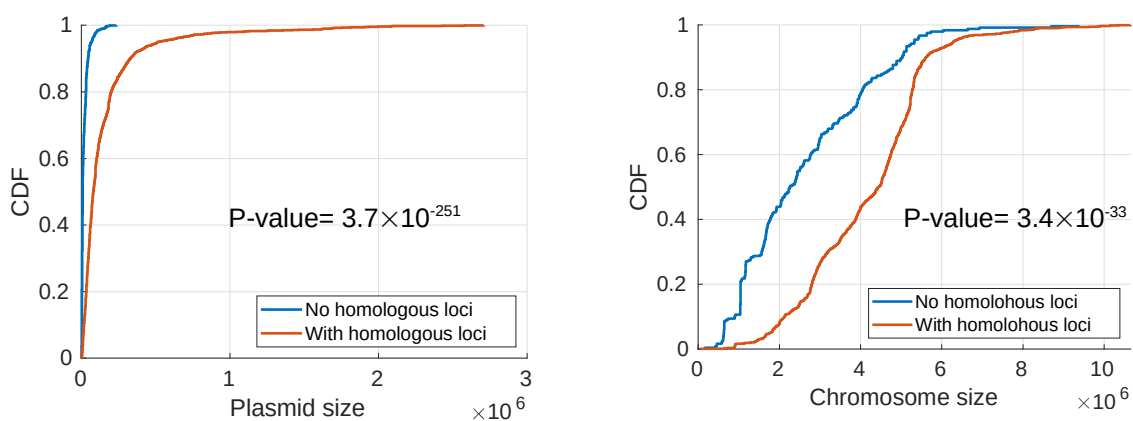 1
0.8
0.6
0.4
0.2
0
CDF
P-value= 3.7×10^-251
No homologous loci
With homologous loci
0 1 2 3
Plasmid size
×10^6
1
0.8
0.6
0.4
0.2
0
CDF
P-value= 3.4×10^-33
No homolohous loci
With homolohous loci
0 2 4 6 8 10
Chromosome size
×10^6